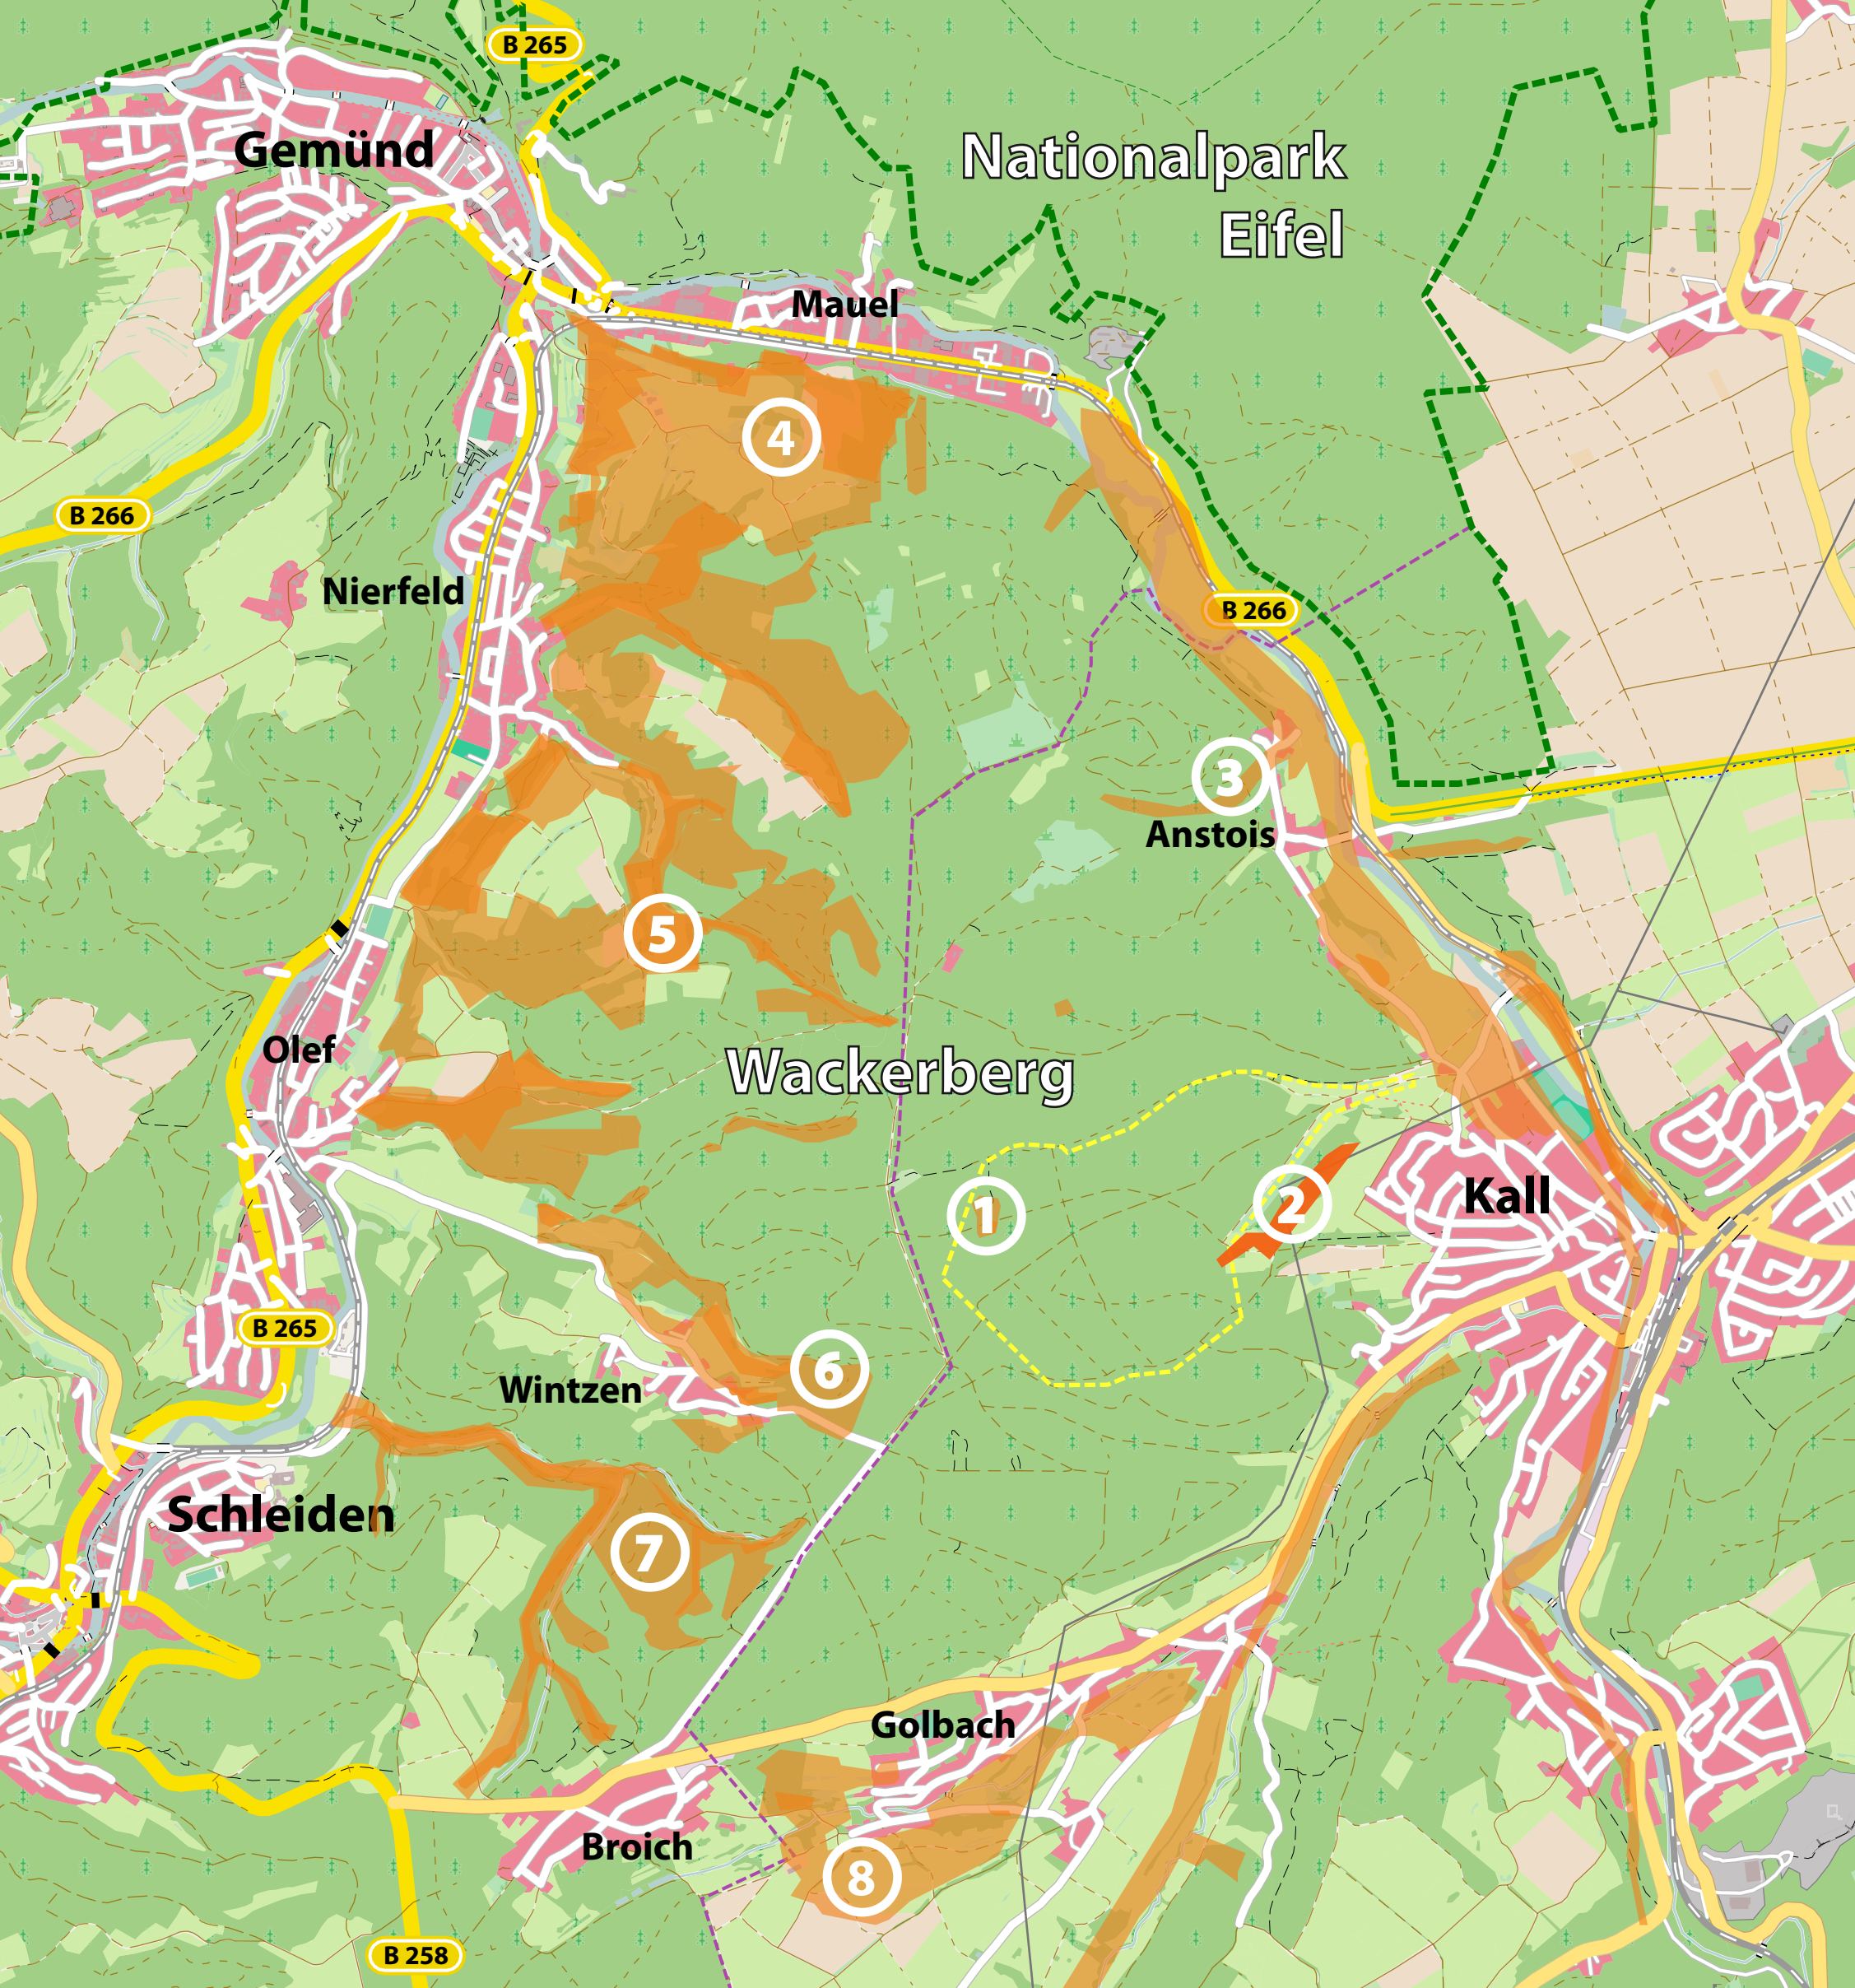 B 265
Gemünd
Nationalpark
Eifel
Mauel
B 266
Nierfeld
4
B 266
3
Anstois
5
Olef
Wackerberg
1
2
Kall
B 265
Wintzen
6
Schleiden
7
Golbach
Broich
8
B 258